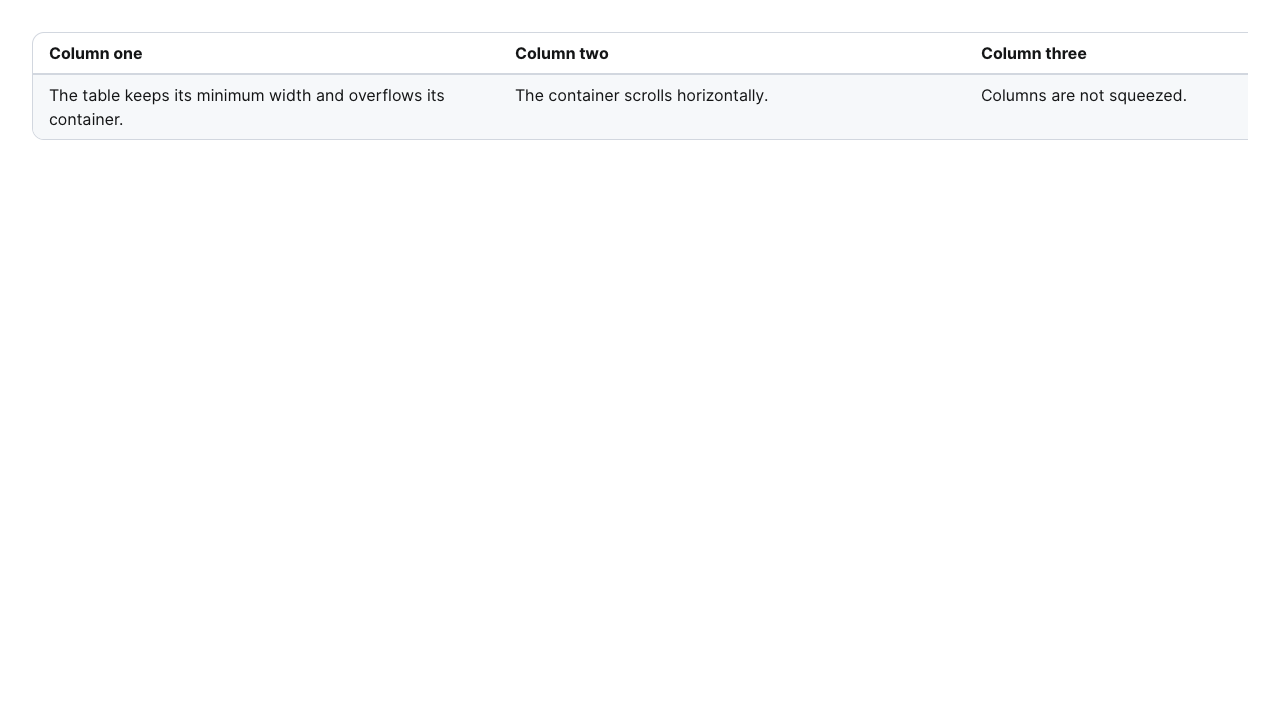 Column one Column two Column three
The table keeps its minimum width and overflows its container. The container scrolls horizontally. Columns are not squeezed.